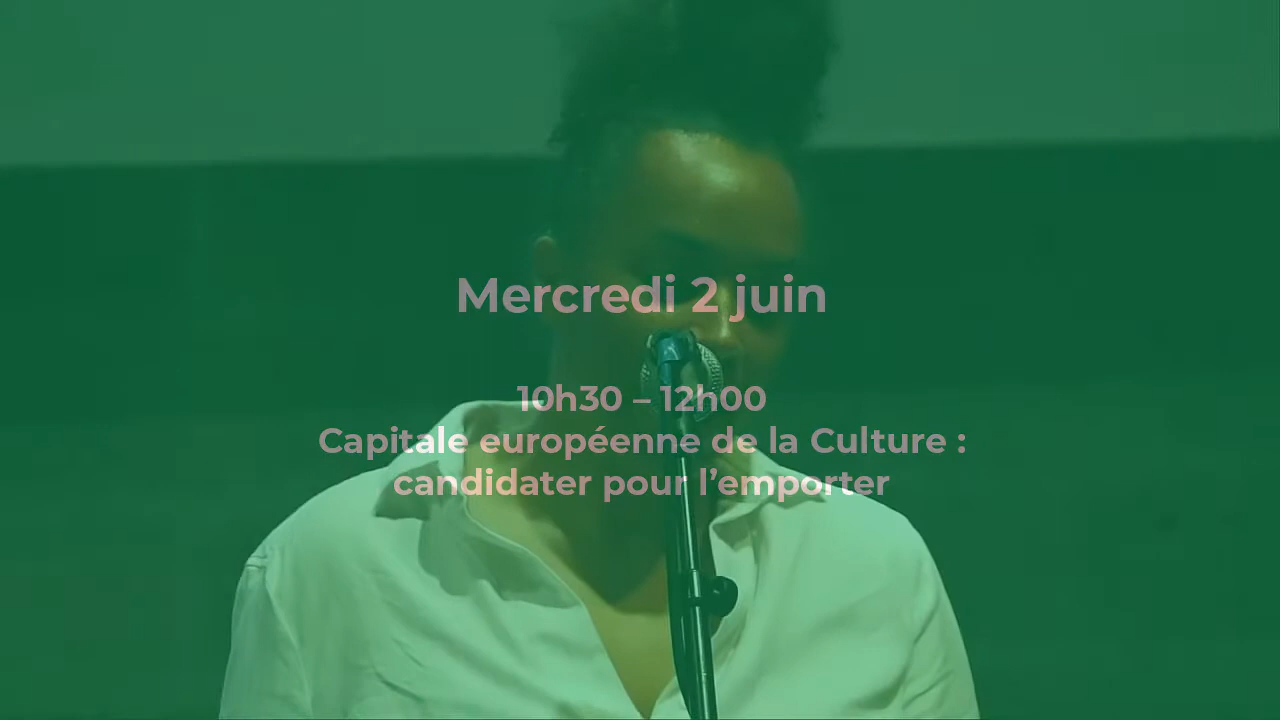 Mercredi 2 juin
10h30 – 12h00
Capitale européenne de la Culture :
candidater pour l’emporter